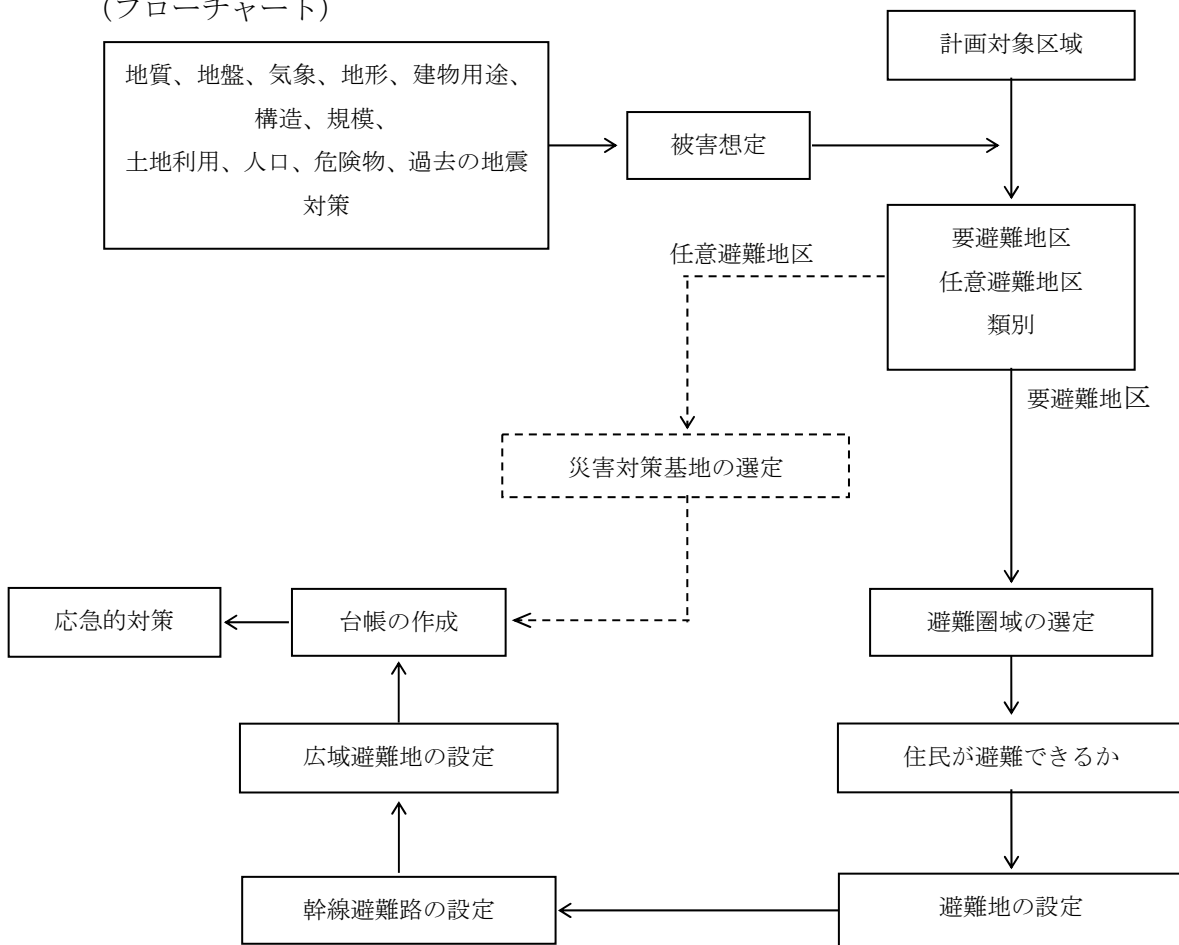 (フローチャート)
計画対象区域
地質、地盤、気象、地形、建物用途、
構造、規模、
土地利用、人口、危険物、過去の地震
対策
被害想定
要避難地区
任意避難地区
類別
任意避難地区
要避難地区
災害対策基地の選定
応急的対策
台帳の作成
避難圏域の選定
広域避難地の設定
住民が避難できるか
幹線避難路の設定
避難地の設定